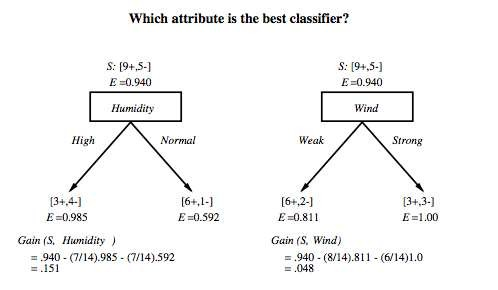 Which attribute is the best classifier?
S: [9+,5-]
E =0.940
Humidity
High
Normal
[3+,4-]
E =0.985
[6+,1-]
E =0.592
Gain (S, Humidity )
= .940 - (7/14).985 - (7/14).592
= .151
S: [9+,5-]
E =0.940
Wind
Weak
Strong
[6+,2-]
E =0.811
[3+,3-]
E =1.00
Gain (S, Wind)
= .940 - (8/14).811 - (6/14)1.0
= .048